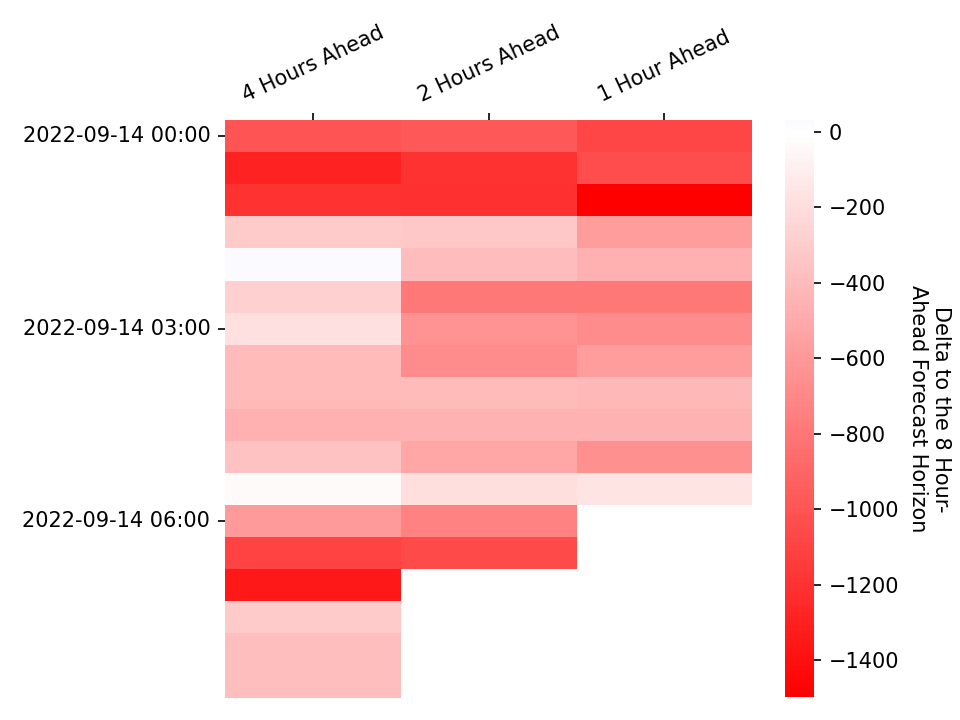 4 Hours Ahead
2 Hours Ahead
1 Hour Ahead
2022-09-14 00:00
2022-09-14 03:00
2022-09-14 06:00
0
−200
−400
−600
−800
−1000
−1200
−1400
Delta to the 8 Hour-
Ahead Forecast Horizon